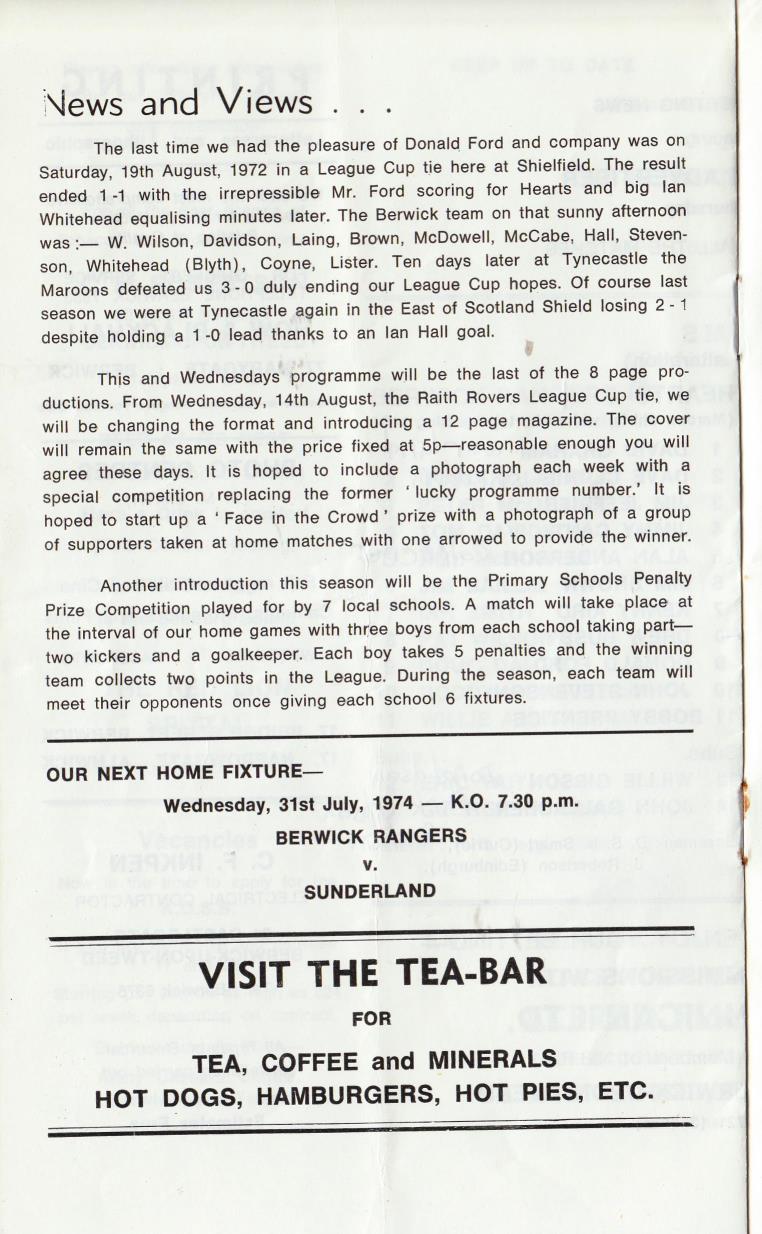 News and Views . . .
The last time we had the pleasure of Donald Ford and company was on
Saturday, 19th August, 1972 in a League Cup tie here at Shielfield. The result
ended 1-1 with the irrepressible Mr. Ford scoring for Hearts and big Ian
Whitehead equalising minutes later. The Berwick team on that sunny afternoon
was :— W. Wilson, Davidson, Laing, Brown, McDowell, McCabe, Hall, Steven-
son, Whitehead (Blyth), Coyne, Lister. Ten days later at Tynecastle the
Maroons defeated us 3-0 duly ending our League Cup hopes. Of course last
season we were at Tynecastle again in the East of Scotland Shield losing 2-1
despite holding a 1-0 lead thanks to an Ian Hall goal.
This and Wednesdays programme will be the last of the 8 page pro-
ductions. From Wednesday, 14th August, the Raith Rovers League Cup tie, we
will be changing the format and introducing a 12 page magazine. The cover
will remain the same with the price fixed at 5p—reasonable enough you will
agree these days. It is hoped to include a photograph each week with a
special competition replacing the former ' lucky programme number.' It is
hoped to start up a ' Face in the Crowd ' prize with a photograph of a group
of supporters taken at home matches with one arrowed to provide the winner.
Another introduction this season will be the Primary Schools Penalty
Prize Competition played for by 7 local schools. A match will take place at
the interval of our home games with three boys from each school taking part—
two kickers and a goalkeeper. Each boy takes 5 penalties and the winning
team collects two points in the League. During the season, each team will
meet their opponents once giving each school 6 fixtures.
OUR NEXT HOME FIXTURE—
Wednesday, 31st July, 1974 — K.O. 7.30 p.m.
BERWICK RANGERS
v.
SUNDERLAND
VISIT THE TEA-BAR
FOR
TEA, COFFEE and MINERALS
HOT DOGS, HAMBURGERS, HOT PIES, ETC.